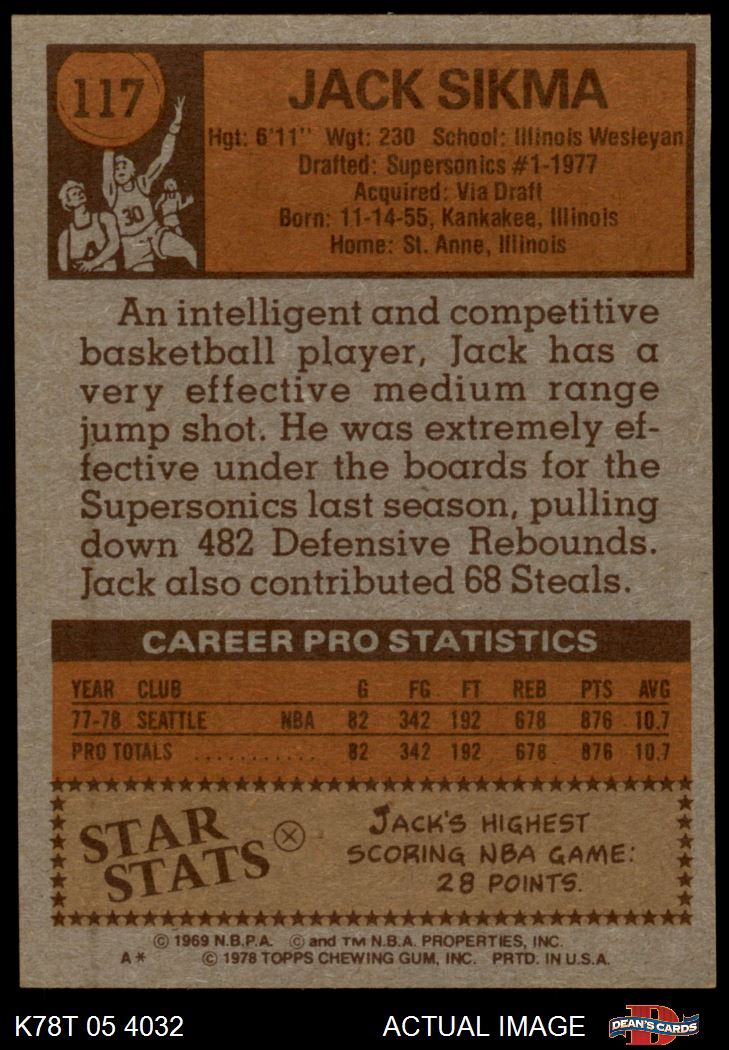 117
JACK SIKMA
Hgt: 6'11" Wgt: 230 School: Illinois Wesleyan
Drafted: Supersonics #1-1977
Acquired: Via Draft
Born: 11-14-55, Kankakee, Illinois
Home: St. Anne, Illinois
30
An intelligent and competitive
basketball player, Jack has a
very effective medium range
jump shot. He was extremely ef-
fective under the boards for the
Supersonics last season, pulling
down 482 Defensive Rebounds.
Jack also contributed 68 Steals.
CAREER PRO STATISTICS
YEAR CLUB G FG FT REB PTS AVG
77-78 SEATTLE NBA 82 342 192 678 876 10.7
PRO TOTALS ............ 82 342 192 678 876 10.7
STAR
STATS
JACK'S HIGHEST
SCORING NBA GAME:
28 POINTS.
© 1969 N.B.P.A. © and TM N.B.A. PROPERTIES, INC.
A* © 1978 TOPPS CHEWING GUM, INC. PRTD. IN U.S.A.
K78T 05 4032 ACTUAL IMAGE D DEAN'S CARDS